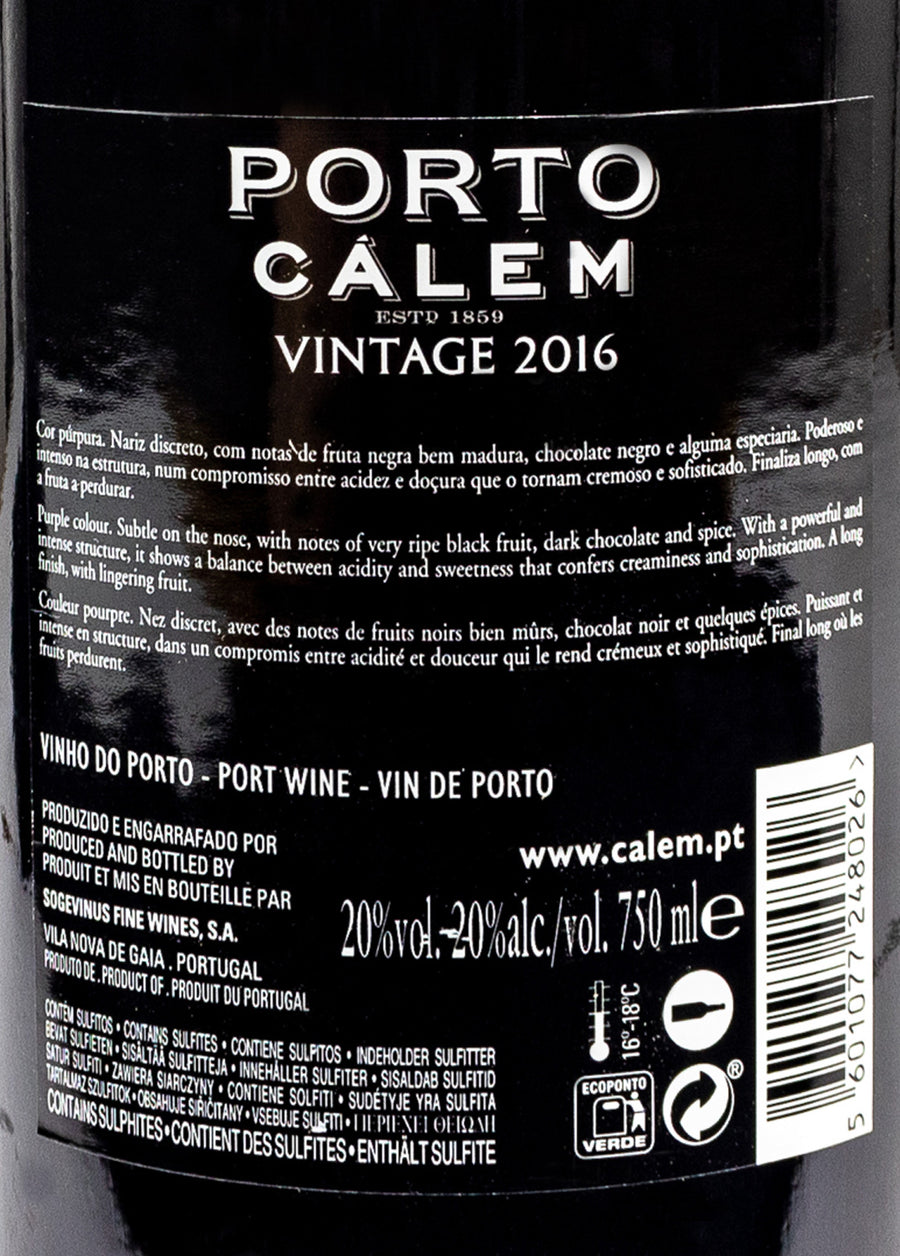 PORTO
CÁLEM
ESTD 1859
VINTAGE 2016
Cor púrpura. Nariz discreto, com notas de fruta negra bem madura, chocolate negro e alguma especiaria. Poderoso e
intenso na estrutura, num compromisso entre acidez e doçura que o tornam cremoso e sofisticado. Finaliza longo, com
a fruta a perdurar.
Purple colour. Subtle on the nose, with notes of very ripe black fruit, dark chocolate and spice. With a powerful and
intense structure, it shows a balance between acidity and sweetness that confers creaminess and sophistication. A long
finish, with lingering fruit.
Couleur pourpre. Nez discret, avec des notes de fruits noirs bien mûrs, chocolat noir et quelques épices. Puissant et
intense en structure, dans un compromis entre acidité et douceur qui le rend crémeux et sophistiqué. Final long où les
fruits perdurent.
VINHO DO PORTO - PORT WINE - VIN DE PORTO
PRODUZIDO E ENGARRAFADO POR
PRODUCED AND BOTTLED BY
PRODUIT ET MIS EN BOUTEILLE PAR
SOGEVINUS FINE WINES, S.A.
VILA NOVA DE GAIA . PORTUGAL
PRODUTO DE . PRODUCT OF . PRODUIT DU PORTUGAL
www.calem.pt
20%vol.-20%alc./vol. 750 ml e
16º-18ºC
CONTÉM SULFITOS • CONTAINS SULFITES • CONTIENE SULFITOS • INDEHOLDER SULFITTER
BEVAT SULFIETEN • SISÄLTÄÄ SULFIITTEJA • INNEHÅLLER SULFITER • SISALDAB SULFITID
SATUR SULFITI • ZAWIERA SIARCZYNY • CONTIENE SOLFITI • SUDĖTYJE YRA SULFITA
TARTALMAZ SZULFITOK • OBSAHUJE SIŘIČITANY • VSEBUJE SULFITI • ΠΕΡΙΕΧΕΙ ΘΕΙΩΔΗ
CONTAINS SULPHITES • CONTIENT DES SULFITES • ENTHÄLT SULFITE
ECOPONTO
VERDE
®
5 601077 248026 >